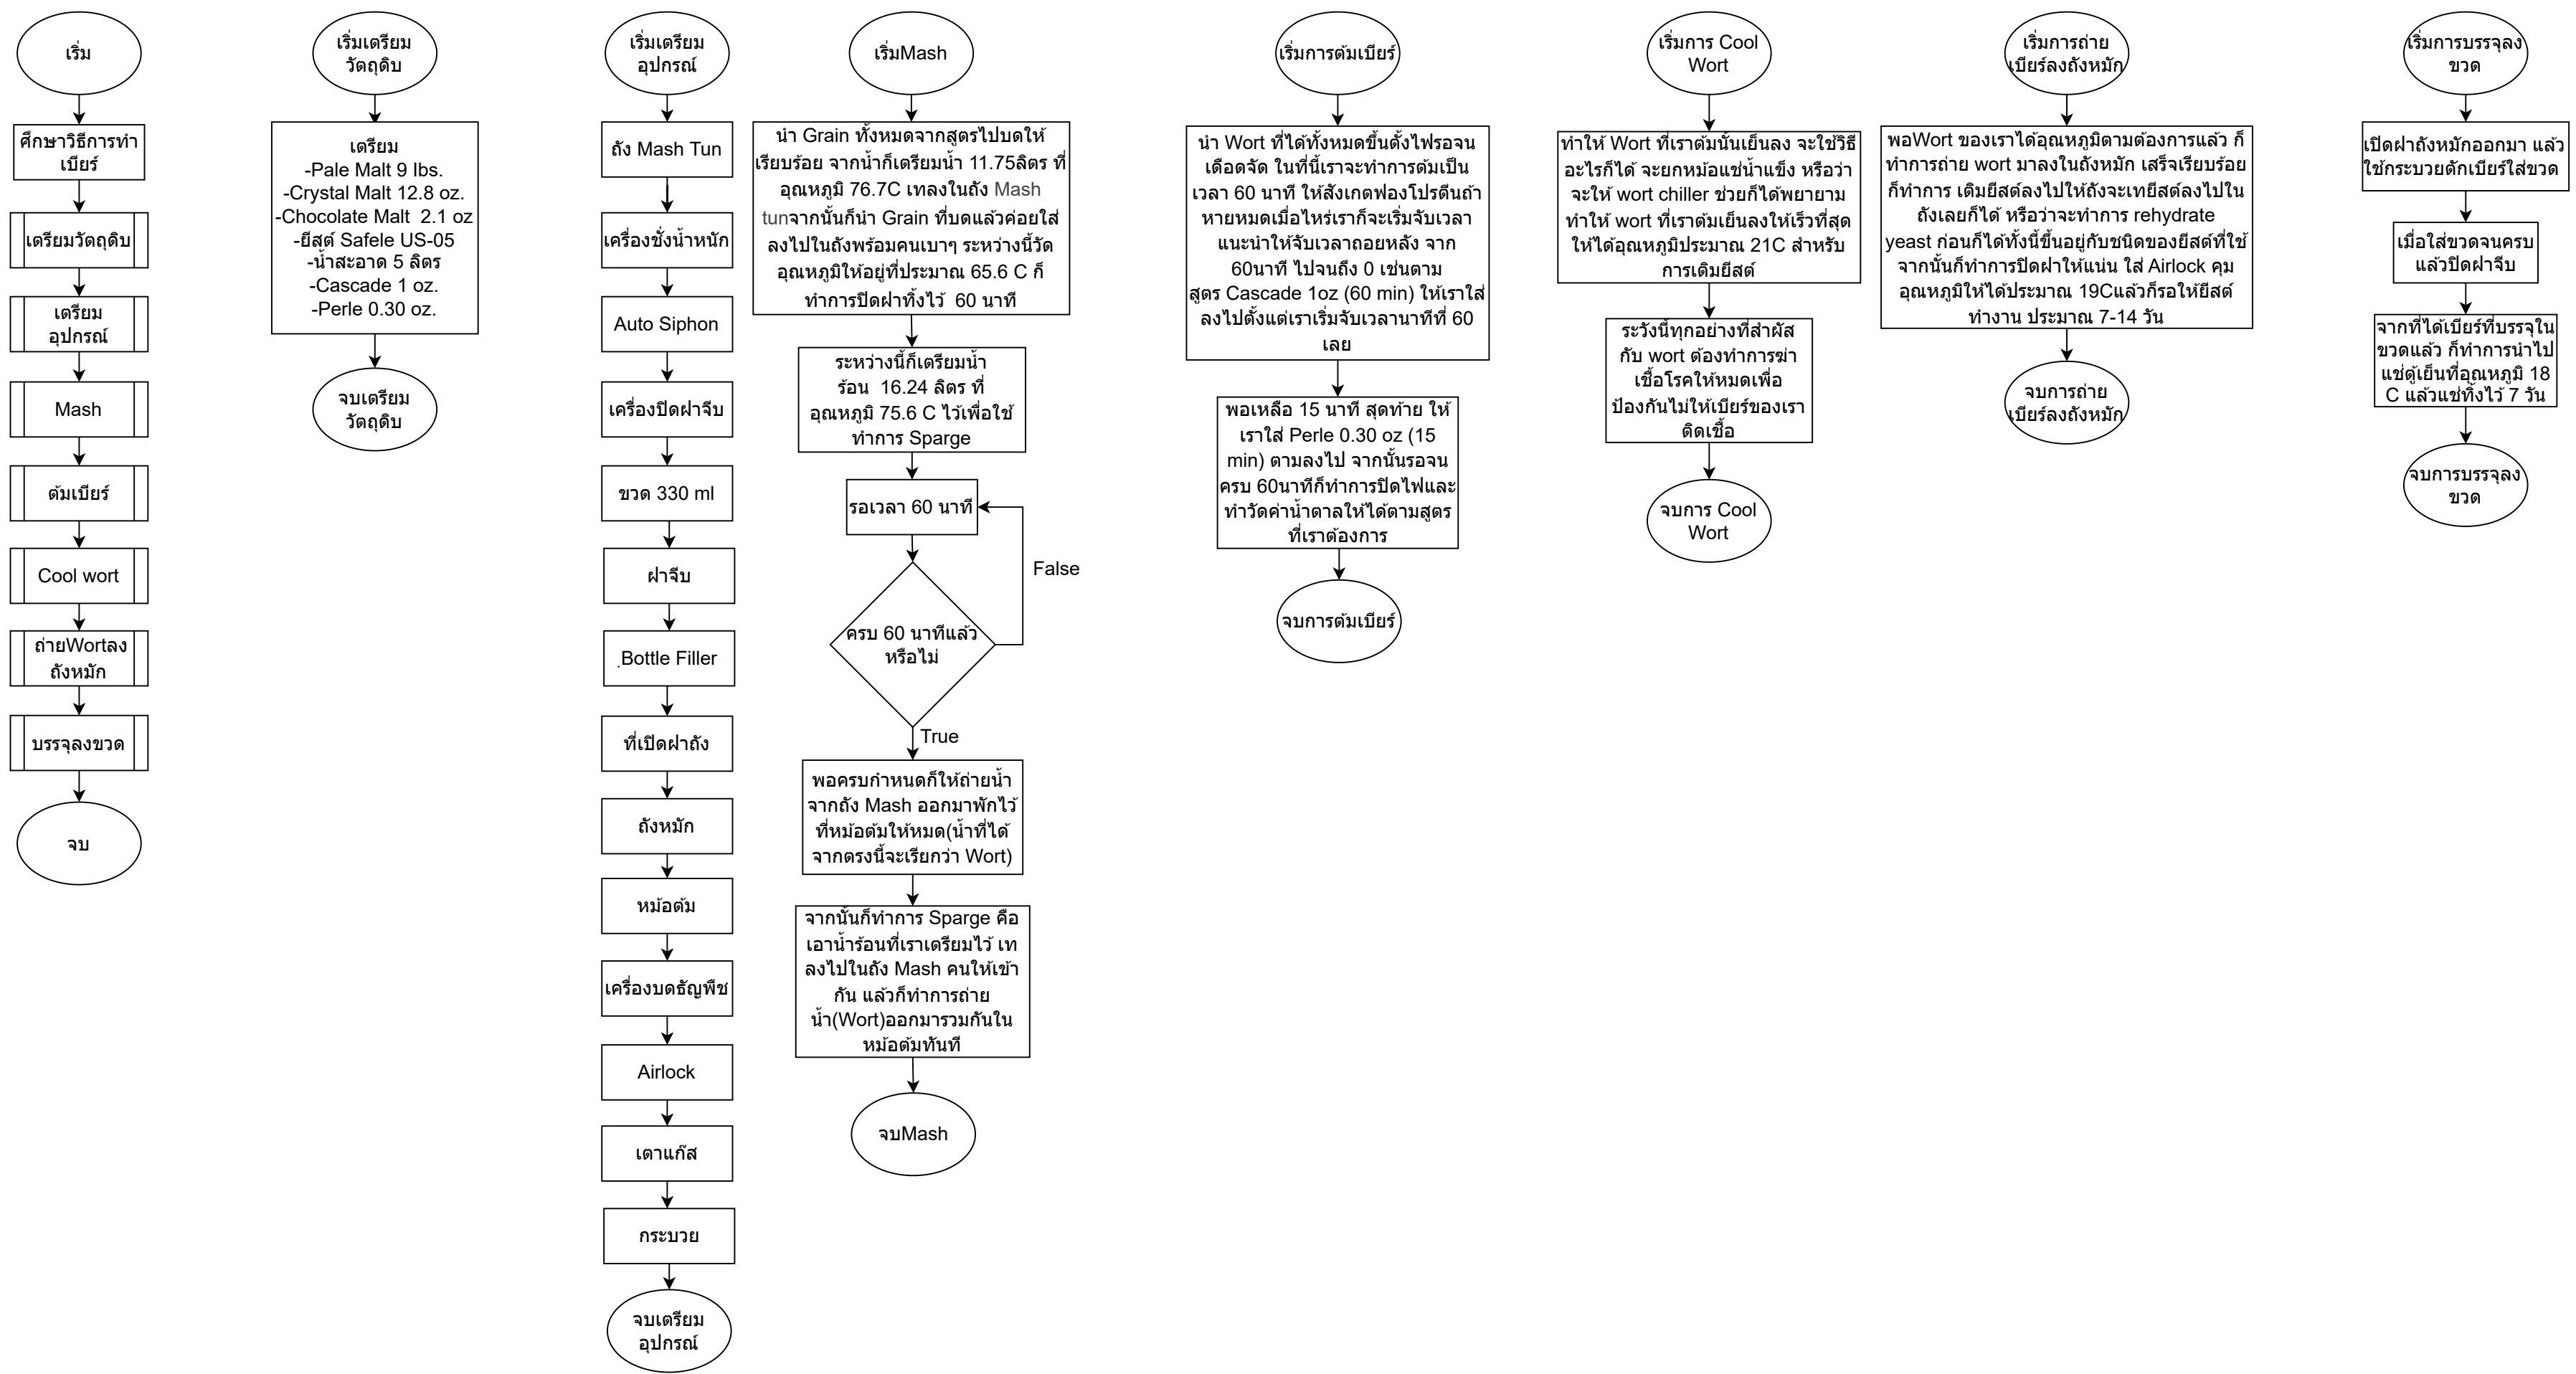 เริ่ม
ศึกษาวิธีการทำ
เบียร์
เตรียมวัตถุดิบ
เตรียม
อุปกรณ์
Mash
ต้มเบียร์
Cool wort
ถ่ายWortลง
ถังหมัก
บรรจุลงขวด
จบ
เริ่มเตรียม
วัตถุดิบ
เตรียม
-Pale Malt 9 lbs.
-Crystal Malt 12.8 oz.
-Chocolate Malt  2.1 oz
-ยีสต์ Safele US-05
-น้ำสะอาด 5 ลิตร
-Cascade 1 oz.
-Perle 0.30 oz.
จบเตรียม
วัตถุดิบ
เริ่มเตรียม
อุปกรณ์
ถัง Mash Tun
เครื่องชั่งน้ำหนัก
Auto Siphon
เครื่องปิดฝาจีบ
ขวด 330 ml
ฝาจีบ
.Bottle Filler
ที่เปิดฝาถัง
ถังหมัก
หม้อต้ม
เครื่องบดธัญพืช
Airlock
เตาแก๊ส
กระบวย
จบเตรียม
อุปกรณ์
เริ่มMash
นำ Grain ทั้งหมดจากสูตรไปบดให้
เรียบร้อย จากน้ำก็เตรียมน้ำ 11.75ลิตร ที่
อุณหภูมิ 76.7C เทลงในถัง Mash
tunจากนั้นก็นำ Grain ที่บดแล้วค่อยใส่
ลงไปในถังพร้อมคนเบาๆ ระหว่างนี้วัด
อุณหภูมิให้อยู่ที่ประมาณ 65.6 C ก็
ทำการปิดฝาทิ้งไว้  60 นาที
ระหว่างนี้ก็เตรียมน้ำ
ร้อน  16.24 ลิตร ที่
อุณหภูมิ 75.6 C ไว้เพื่อใช้
ทำการ Sparge
รอเวลา 60 นาที
False
ครบ 60 นาทีแล้ว
หรือไม่
True
พอครบกำหนดก็ให้ถ่ายน้ำ
จากถัง Mash ออกมาพักไว้
ที่หม้อต้มให้หมด(น้ำที่ได้
จากตรงนี้จะเรียกว่า Wort)
จากนั้นก็ทำการ Sparge คือ
เอาน้ำร้อนที่เราเตรียมไว้ เท
ลงไปในถัง Mash คนให้เข้า
กัน แล้วก็ทำการถ่าย
น้ำ(Wort)ออกมารวมกันใน
หม้อต้มทันที
จบMash
เริ่มการต้มเบียร์
นำ Wort ที่ได้ทั้งหมดขึ้นตั้งไฟรอจน
เดือดจัด ในที่นี้เราจะทำการต้มเป็น
เวลา 60 นาที ให้สังเกตฟองโปรตีนถ้า
หายหมดเมื่อไหร่เราก็จะเริ่มจับเวลา
แนะนำให้จับเวลาถอยหลัง จาก
60นาที ไปจนถึง 0 เช่นตาม
สูตร Cascade 1oz (60 min) ให้เราใส่
ลงไปตั้งแต่เราเริ่มจับเวลานาทีที่ 60
เลย
พอเหลือ 15 นาที สุดท้าย ให้
เราใส่ Perle 0.30 oz (15
min) ตามลงไป จากนั้นรอจน
ครบ 60นาทีก็ทำการปิดไฟและ
ทำวัดค่าน้ำตาลให้ได้ตามสูตร
ที่เราต้องการ
จบการต้มเบียร์
เริ่มการ Cool
Wort
ทำให้ Wort ที่เราต้มนั้นเย็นลง จะใช้วิธี
อะไรก็ได้ จะยกหม้อแช่น้ำแข็ง หรือว่า
จะให้ wort chiller ช่วยก็ได้พยายาม
ทำให้ wort ที่เราต้มเย็นลงให้เร็วที่สุด
ให้ได้อุณหภูมิประมาณ 21C สำหรับ
การเติมยีสต์
ระวังนี้ทุกอย่างที่สำผัส
กับ wort ต้องทำการฆ่า
เชื้อโรคให้หมดเพื่อ
ป้องกันไม่ให้เบียร์ของเรา
ติดเชื้อ
จบการ Cool
Wort
เริ่มการถ่าย
เบียร์ลงถังหมัก
พอWort ของเราได้อุณหภูมิตามต้องการแล้ว ก็
ทำการถ่าย wort มาลงในถังหมัก เสร็จเรียบร้อย
ก็ทำการ เติมยีสต์ลงไปให้ถังจะเทยีสต์ลงไปใน
ถังเลยก็ได้ หรือว่าจะทำการ rehydrate
yeast ก่อนก็ได้ทั้งนี้ขึ้นอยู่กับชนิดของยีสต์ที่ใช้
จากนั้นก็ทำการปิดฝาให้แน่น ใส่ Airlock คุม
อุณหภูมิให้ได้ประมาณ 19Cแล้วก็รอให้ยีสต์
ทำงาน ประมาณ 7-14 วัน
จบการถ่าย
เบียร์ลงถังหมัก
เริ่มการบรรจุลง
ขวด
เปิดฝาถังหมักออกมา แล้ว
ใช้กระบวยตักเบียร์ใส่ขวด
เมื่อใส่ขวดจนครบ
แล้วปิดฝาจีบ
จากที่ได้เบียร์ที่บรรจุใน
ขวดแล้ว ก็ทำการนำไป
แช่ตู้เย็นที่อุณหภูมิ 18
C แล้วแช่ทิ้งไว้ 7 วัน
จบการบรรจุลง
ขวด